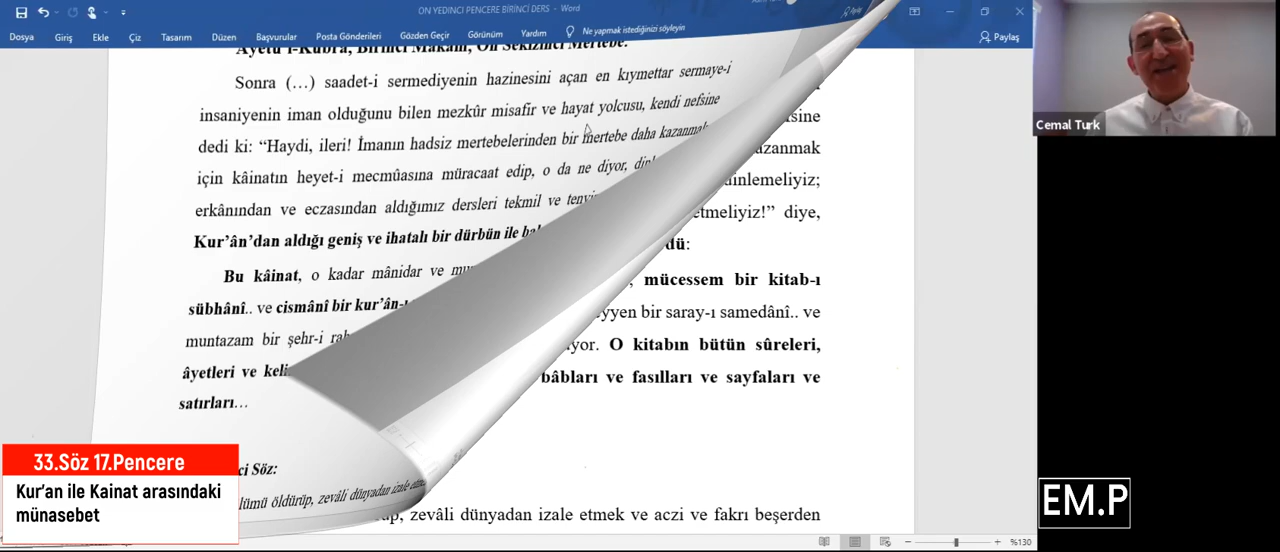 ON YEDİNCİ PENCERE BİRİNCİ DERS - Word
Dosya Giriş Ekle Çiz Tasarım Düzen Başvurular Posta Gönderileri Gözden Geçir Görünüm Yardım Ne yapmak istediğinizi söyleyin
Paylaş
Âyetü'l-Kübrâ, Birinci Makam, On Sekizinci Mertebe:
Sonra (…) saadet-i sermediyenin hazinesini açan en kıymettar sermaye-i
insaniyenin iman olduğunu bilen mezkûr misafir ve hayat yolcusu, kendi nefsine
dedi ki: “Haydi, ileri! İmanın hadsiz mertebelerinden bir mertebe daha kazanmak
için kâinatın heyet-i mecmûasına müracaat edip, o da ne diyor, dinlemeliyiz;
erkânından ve eczasından aldığımız dersleri tekmil ve etmeliyiz!” diye,
Kur’ân’dan aldığı geniş ve ihatalı bir dürbün ile dü:
Bu kâinat, o kadar mânidar ve mücessem bir kitab-ı
sübhânî.. ve cismânî bir kur’ân-ı bir saray-ı samedânî.. ve
muntazam bir şehr-i yor. O kitabın bütün sûreleri,
âyetleri ve bâbları ve fasılları ve sayfaları ve
satırları…
ci Söz:
lümü öldürüp, zevâli dünyadan izale
zevâli dünyadan izale etmek ve aczi ve fakrı beşerden
%130
Cemal Turk
33.Söz 17.Pencere
Kur'an ile Kainat arasındaki
münasebet
EM.P